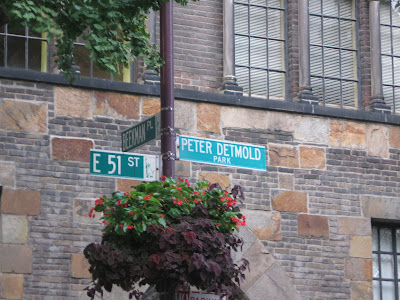 BEEKMAN PL
E 51 ST
PETER DETMOLD
PARK